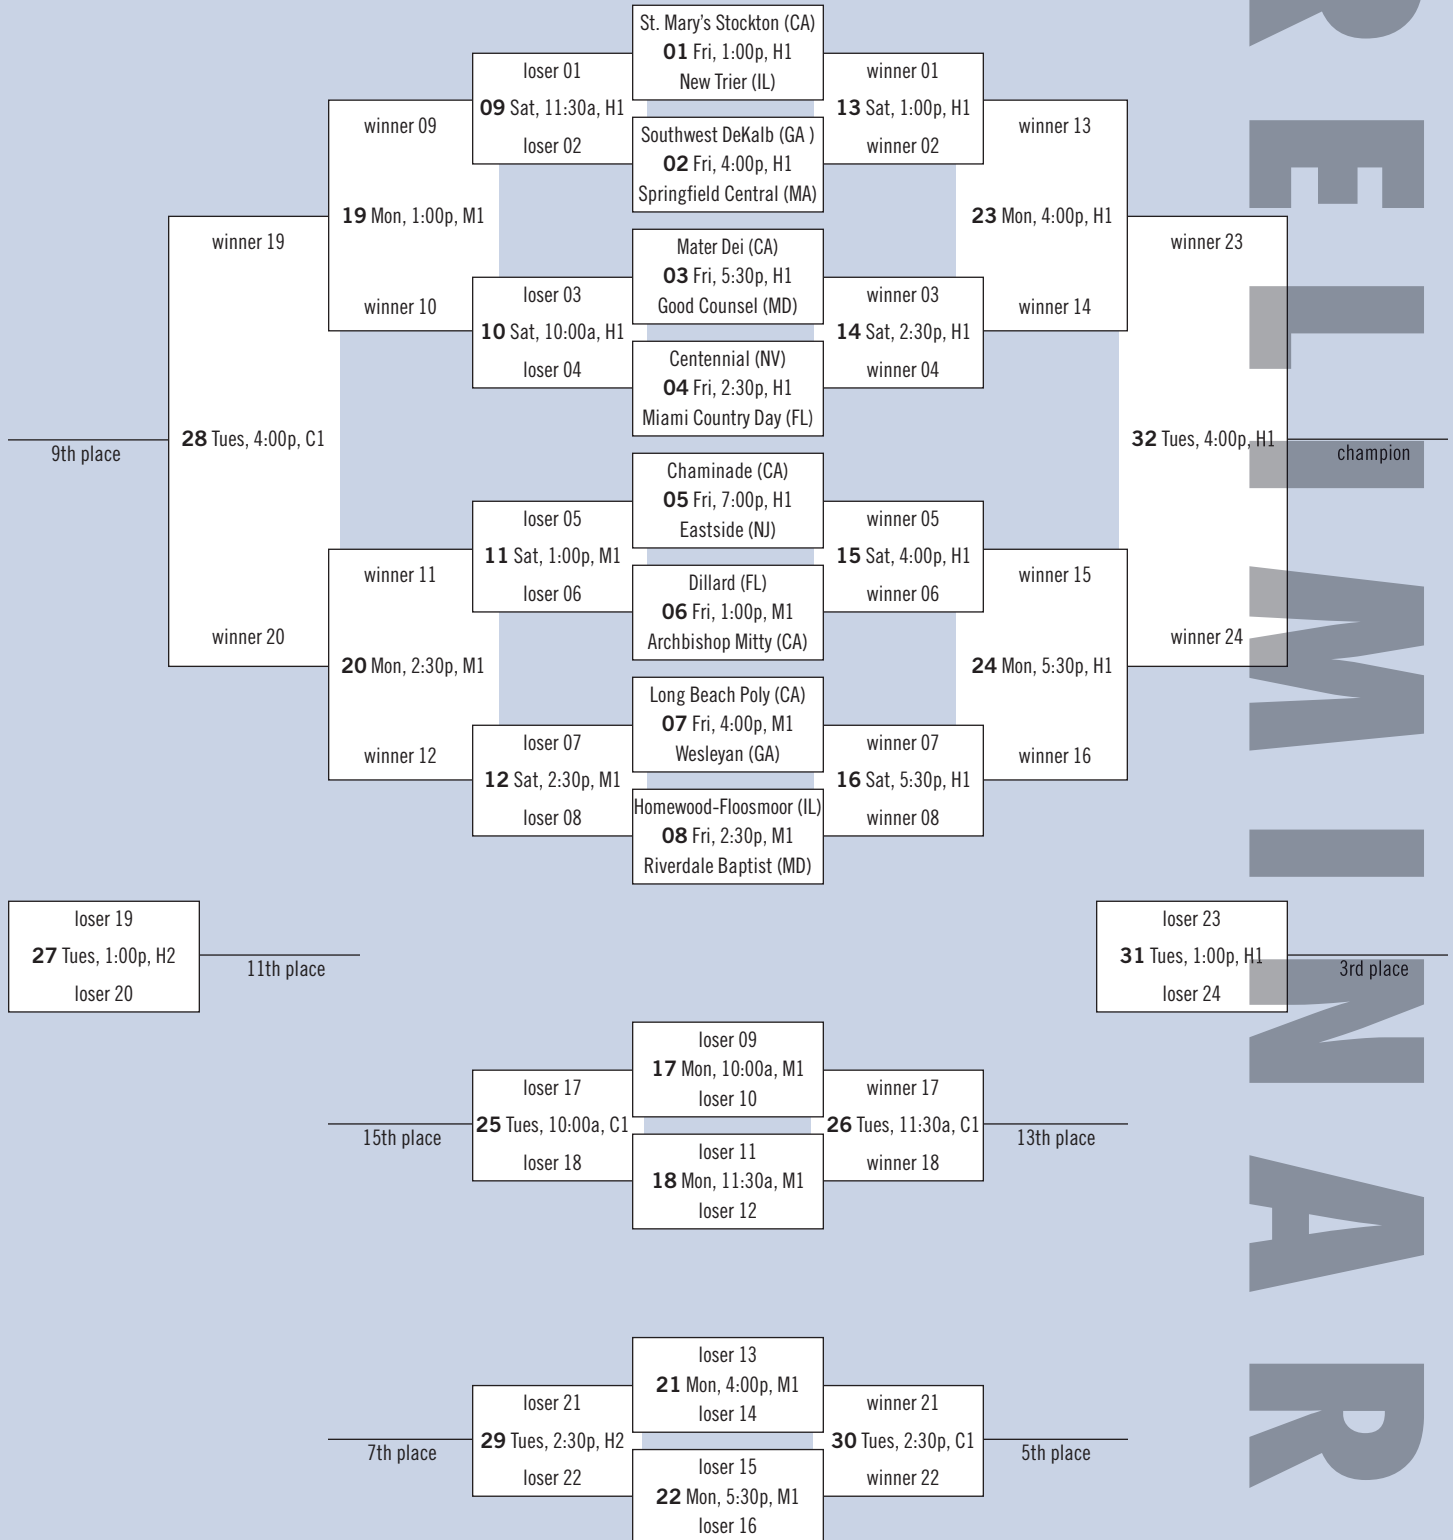 St. Mary's Stockton (CA)
01 Fri, 1:00p, H1
New Trier (IL)
loser 01
09 Sat, 11:30a, H1
loser 02
winner 01
13 Sat, 1:00p, H1
winner 02
winner 09
19 Mon, 1:00p, M1
winner 10
Southwest DeKalb (GA )
02 Fri, 4:00p, H1
Springfield Central (MA)
winner 13
23 Mon, 4:00p, H1
winner 14
winner 19
28 Tues, 4:00p, C1
winner 20
9th place
Mater Dei (CA)
03 Fri, 5:30p, H1
Good Counsel (MD)
winner 23
32 Tues, 4:00p, H1
winner 24
champion
loser 03
10 Sat, 10:00a, H1
loser 04
winner 03
14 Sat, 2:30p, H1
winner 04
Centennial (NV)
04 Fri, 2:30p, H1
Miami Country Day (FL)
Chaminade (CA)
05 Fri, 7:00p, H1
Eastside (NJ)
loser 05
11 Sat, 1:00p, M1
loser 06
winner 05
15 Sat, 4:00p, H1
winner 06
winner 11
20 Mon, 2:30p, M1
winner 12
Dillard (FL)
06 Fri, 1:00p, M1
Archbishop Mitty (CA)
winner 15
24 Mon, 5:30p, H1
winner 16
Long Beach Poly (CA)
07 Fri, 4:00p, M1
Wesleyan (GA)
loser 07
12 Sat, 2:30p, M1
loser 08
winner 07
16 Sat, 5:30p, H1
winner 08
Homewood-Floosmoor (IL)
08 Fri, 2:30p, M1
Riverdale Baptist (MD)
loser 19
27 Tues, 1:00p, H2
loser 20
11th place
loser 23
31 Tues, 1:00p, H1
loser 24
3rd place
loser 09
17 Mon, 10:00a, M1
loser 10
loser 17
25 Tues, 10:00a, C1
loser 18
15th place
winner 17
26 Tues, 11:30a, C1
winner 18
13th place
loser 11
18 Mon, 11:30a, M1
loser 12
loser 13
21 Mon, 4:00p, M1
loser 14
loser 21
29 Tues, 2:30p, H2
loser 22
7th place
winner 21
30 Tues, 2:30p, C1
winner 22
5th place
loser 15
22 Mon, 5:30p, M1
loser 16
RELIMINAR